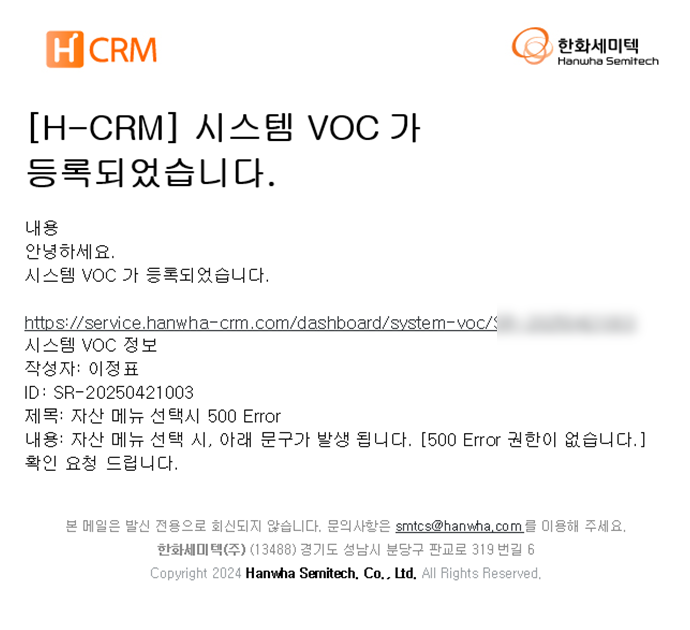 H CRM
한화세미텍
Hanwha Semitech
[H-CRM] 시스템 VOC 가
등록되었습니다.
내용
안녕하세요.
시스템 VOC 가 등록되었습니다.
https://service.hanwha-crm.com/dashboard/system-voc/
시스템 VOC 정보
작성자: 이정표
ID: SR-20250421003
제목: 자산 메뉴 선택시 500 Error
내용: 자산 메뉴 선택 시, 아래 문구가 발생 됩니다. [500 Error 권한이 없습니다.]
확인 요청 드립니다.
본 메일은 발신 전용으로 회신되지 않습니다. 문의사항은 smtcs@hanwha.com를 이용해 주세요.
한화세미텍(주) (13488) 경기도 성남시 분당구 판교로 319 번길 6
Copyright 2024 Hanwha Semitech. Co., Ltd. All Rights Reserved.